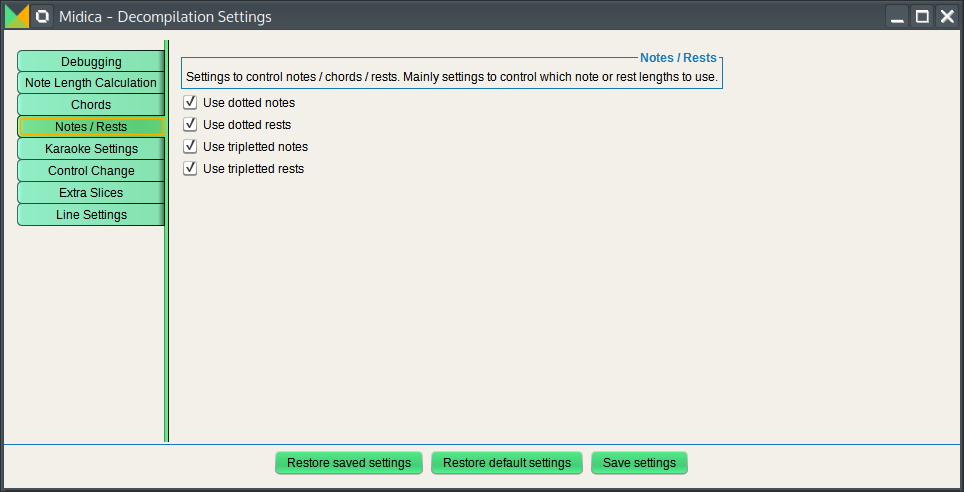 Midica - Decompilation Settings
Debugging
Note Length Calculation
Chords
Notes / Rests
Karaoke Settings
Control Change
Extra Slices
Line Settings
Notes / Rests
Settings to control notes / chords / rests. Mainly settings to control which note or rest lengths to use.
Use dotted notes
Use dotted rests
Use tripletted notes
Use tripletted rests
Restore saved settings
Restore default settings
Save settings